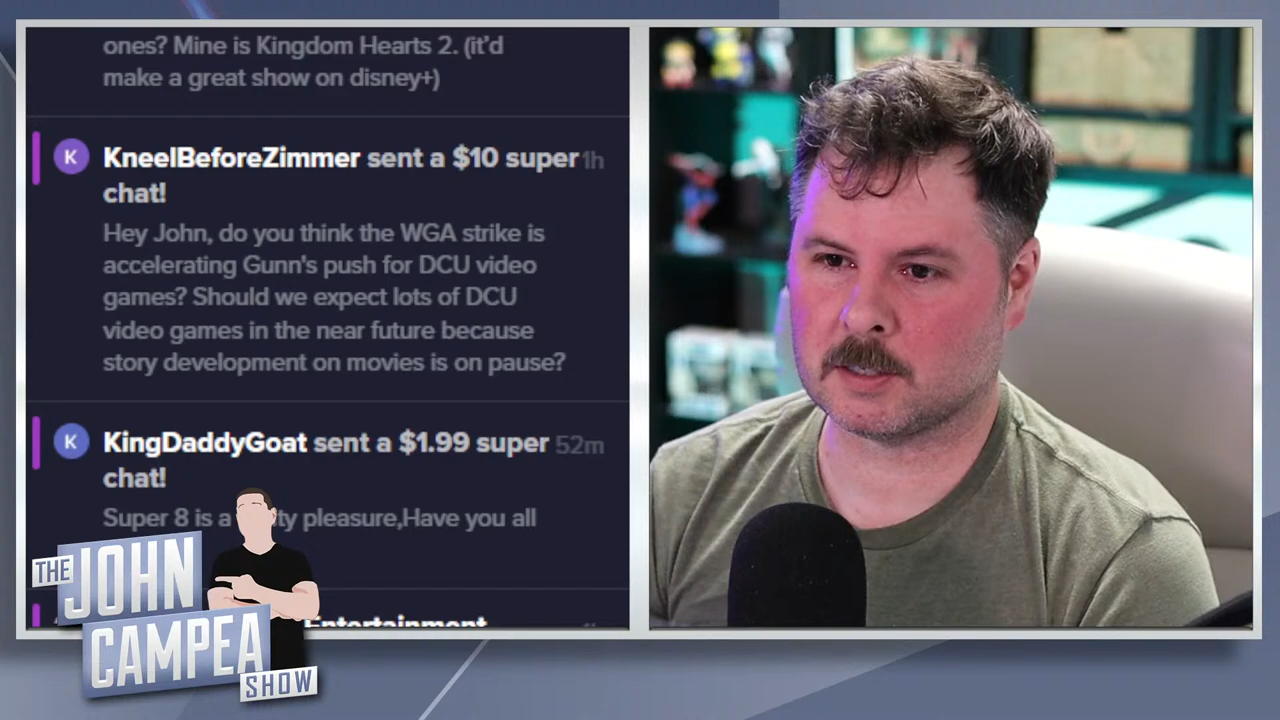 ones? Mine is Kingdom Hearts 2. (it'd
make a great show on disney+)
K
KneelBeforeZimmer sent a $10 super 1h
chat!
Hey John, do you think the WGA strike is
accelerating Gunn's push for DCU video
games? Should we expect lots of DCU
video games in the near future because
story development on movies is on pause?
K
KingDaddyGoat sent a $1.99 super 52m
chat!
Super 8 is a ty pleasure,Have you all
Entertainment
THE
JOHN
CAMPEA
SHOW